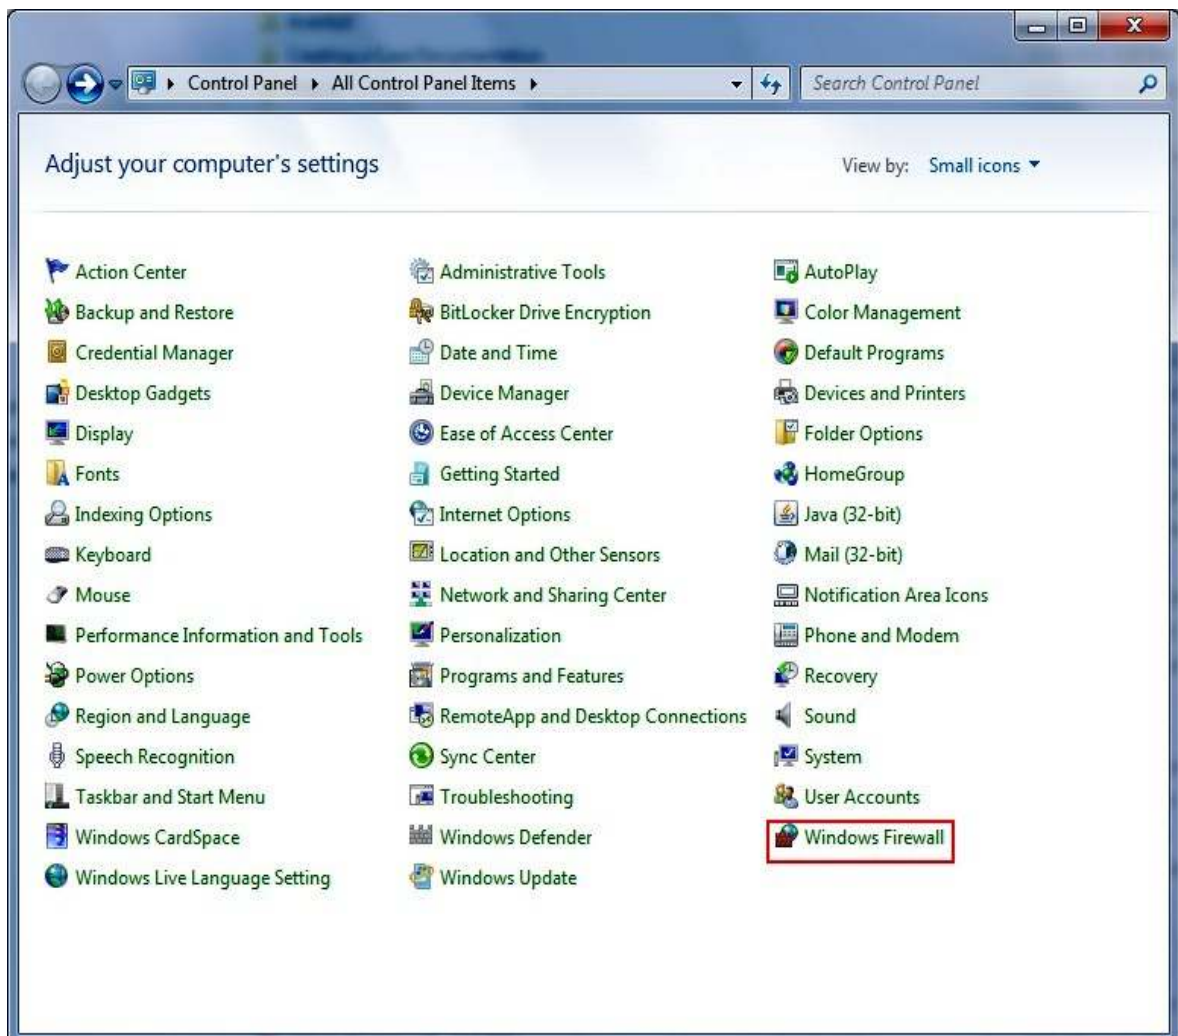 Control Panel All Control Panel Items Search Control Panel
Adjust your computer's settings View by: Small icons
Action Center Administrative Tools AutoPlay
Backup and Restore BitLocker Drive Encryption Color Management
Credential Manager Date and Time Default Programs
Desktop Gadgets Device Manager Devices and Printers
Display Ease of Access Center Folder Options
Fonts Getting Started HomeGroup
Indexing Options Internet Options Java (32-bit)
Keyboard Location and Other Sensors Mail (32-bit)
Mouse Network and Sharing Center Notification Area Icons
Performance Information and Tools Personalization Phone and Modem
Power Options Programs and Features Recovery
Region and Language RemoteApp and Desktop Connections Sound
Speech Recognition Sync Center System
Taskbar and Start Menu Troubleshooting User Accounts
Windows CardSpace Windows Defender Windows Firewall
Windows Live Language Setting Windows Update